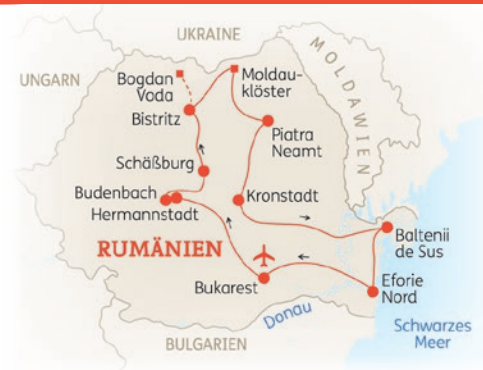 UKRAINE
MOLDAWIEN
UNGARN
Bogdan
Voda
Moldau-
klöster
Bistritz
Piatra
Neamt
Schäßburg
Budenbach
Hermannstadt
Kronstadt
RUMÄNIEN
Baltenii
de Sus
Bukarest
Eforie
Nord
Donau
Schwarzes
Meer
BULGARIEN